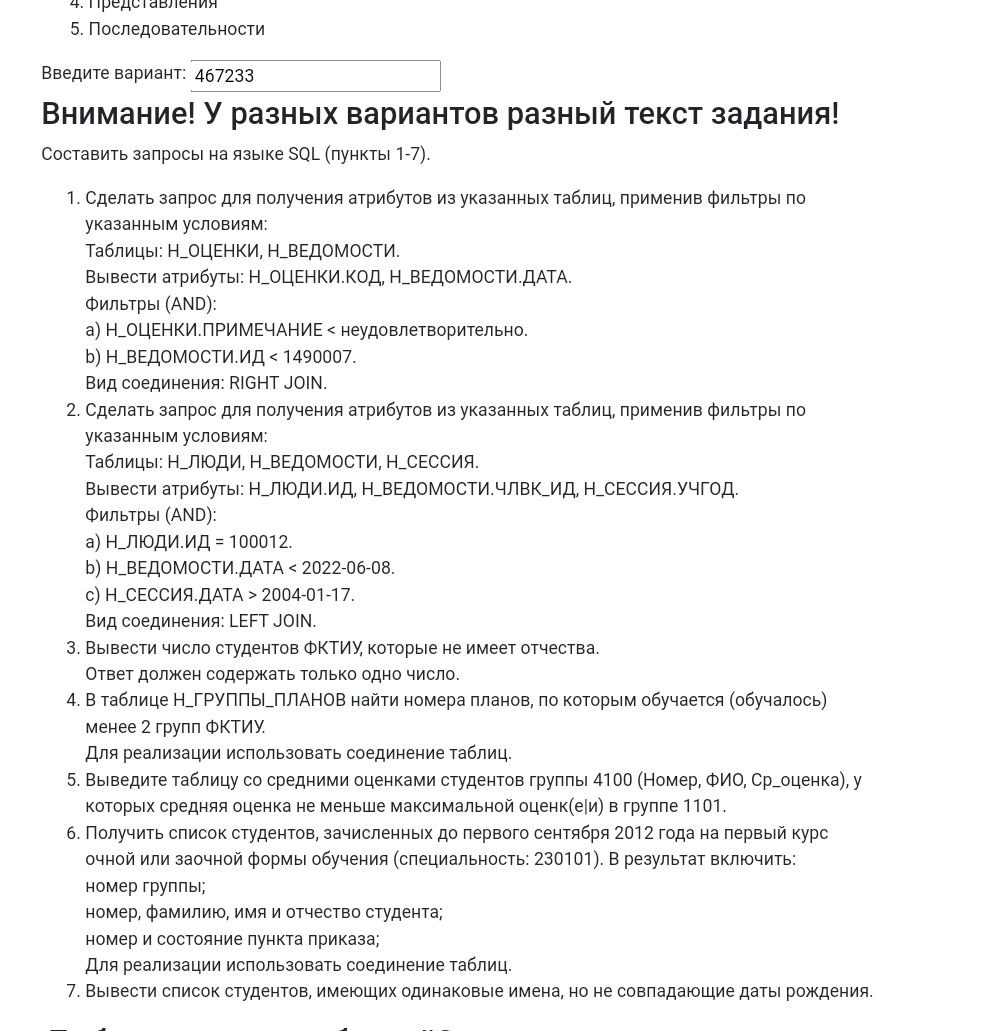 4. Представления
5. Последовательности
Введите вариант: 467233
Внимание! У разных вариантов разный текст задания!
Составить запросы на языке SQL (пункты 1-7).
1. Сделать запрос для получения атрибутов из указанных таблиц, применив фильтры по
указанным условиям:
Таблицы: Н_ОЦЕНКИ, Н_ВЕДОМОСТИ.
Вывести атрибуты: Н_ОЦЕНКИ.КОД, Н_ВЕДОМОСТИ.ДАТА.
Фильтры (AND):
a) Н_ОЦЕНКИ.ПРИМЕЧАНИЕ < неудовлетворительно.
b) Н_ВЕДОМОСТИ.ИД < 1490007.
Вид соединения: RIGHT JOIN.
2. Сделать запрос для получения атрибутов из указанных таблиц, применив фильтры по
указанным условиям:
Таблицы: Н_ЛЮДИ, Н_ВЕДОМОСТИ, Н_СЕССИЯ.
Вывести атрибуты: Н_ЛЮДИ.ИД, Н_ВЕДОМОСТИ.ЧЛВК_ИД, Н_СЕССИЯ.УЧГОД.
Фильтры (AND):
a) Н_ЛЮДИ.ИД = 100012.
b) Н_ВЕДОМОСТИ.ДАТА < 2022-06-08.
c) Н_СЕССИЯ.ДАТА > 2004-01-17.
Вид соединения: LEFT JOIN.
3. Вывести число студентов ФКТИУ, которые не имеет отчества.
Ответ должен содержать только одно число.
4. В таблице Н_ГРУППЫ_ПЛАНОВ найти номера планов, по которым обучается (обучалось)
менее 2 групп ФКТИУ.
Для реализации использовать соединение таблиц.
5. Выведите таблицу со средними оценками студентов группы 4100 (Номер, ФИО, Ср_оценка), у
которых средняя оценка не меньше максимальной оценк(е|и) в группе 1101.
6. Получить список студентов, зачисленных до первого сентября 2012 года на первый курс
очной или заочной формы обучения (специальность: 230101). В результат включить:
номер группы;
номер, фамилию, имя и отчество студента;
номер и состояние пункта приказа;
Для реализации использовать соединение таблиц.
7. Вывести список студентов, имеющих одинаковые имена, но не совпадающие даты рождения.